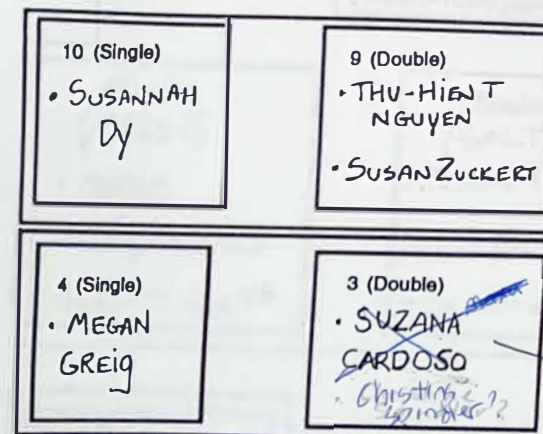 10 (Single)
• SUSANNAH
Dy
9 (Double)
• THU-HIEN T
NGUYEN
• SUSAN ZUCKERT
4 (Single)
• MEGAN
GREig
3 (Double)
• SUZANA
CARDOSO